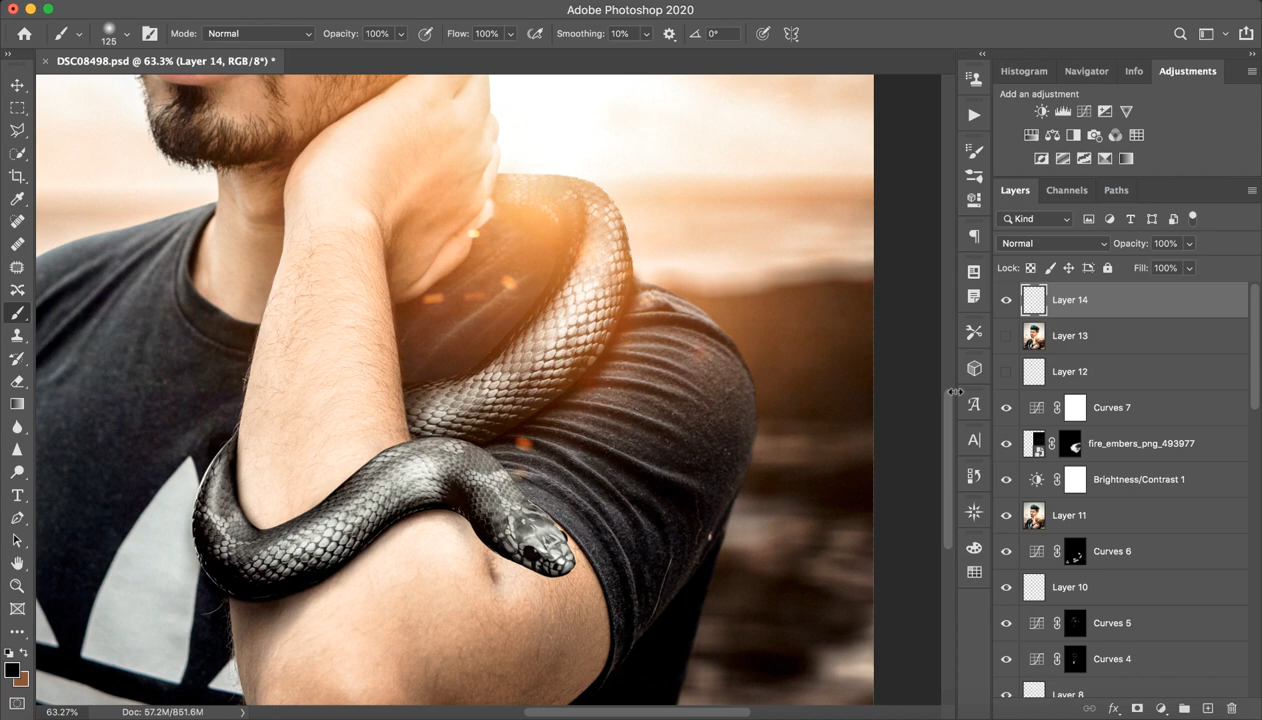 Adobe Photoshop 2020
125
Mode: Normal Opacity: 100% Flow: 100% Smoothing: 10% 0°
× DSC08498.psd @ 63.3% (Layer 14, RGB/8*) *
Histogram Navigator Info Adjustments
Add an adjustment
Layers Channels Paths
Kind
Normal Opacity: 100%
Lock: Fill: 100%
Layer 14
Layer 13
Layer 12
Curves 7
fire_embers_png_493977
Brightness/Contrast 1
Layer 11
Curves 6
Layer 10
Curves 5
Curves 4
Layer 8
63.27% Doc: 57.2M/851.6M
fx